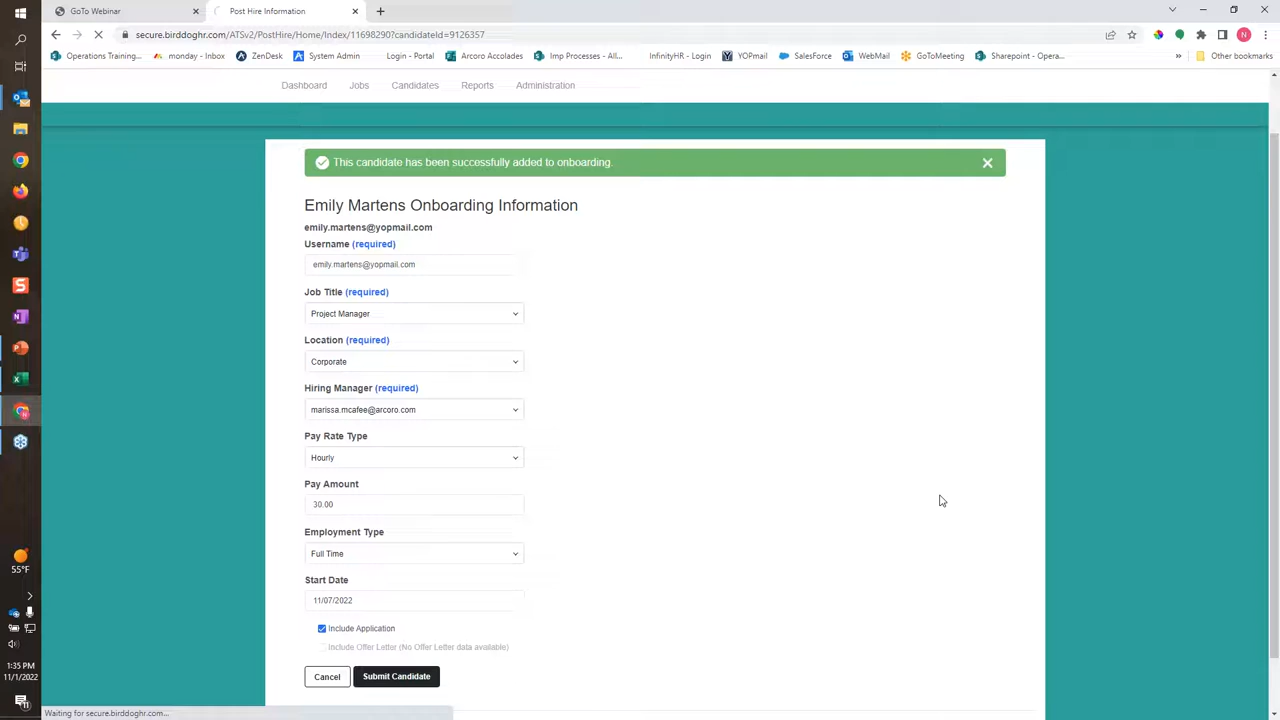 GoTo Webinar
Post Hire Information
secure.birddoghr.com/ATSv2/PostHire/Home/Index/11698290?candidateId=9126357
N
Operations Training... monday - Inbox ZenDesk System Admin Login - Portal Arcoro Accolades Imp Processes - All... InfinityHR - Login YOPmail SalesForce WebMail GoToMeeting Sharepoint - Opera... » Other bookmarks
Dashboard Jobs Candidates Reports Administration
This candidate has been successfully added to onboarding.
Emily Martens Onboarding Information
emily.martens@yopmail.com
Username (required)
emily.martens@yopmail.com
Job Title (required)
Project Manager
Location (required)
Corporate
Hiring Manager (required)
marissa.mcafee@arcoro.com
Pay Rate Type
Hourly
Pay Amount
30.00
Employment Type
Full Time
Start Date
11/07/2022
Include Application
Include Offer Letter (No Offer Letter data available)
Cancel Submit Candidate
Waiting for secure.birddoghr.com...
55°F
1:35 PM
11/1/2022